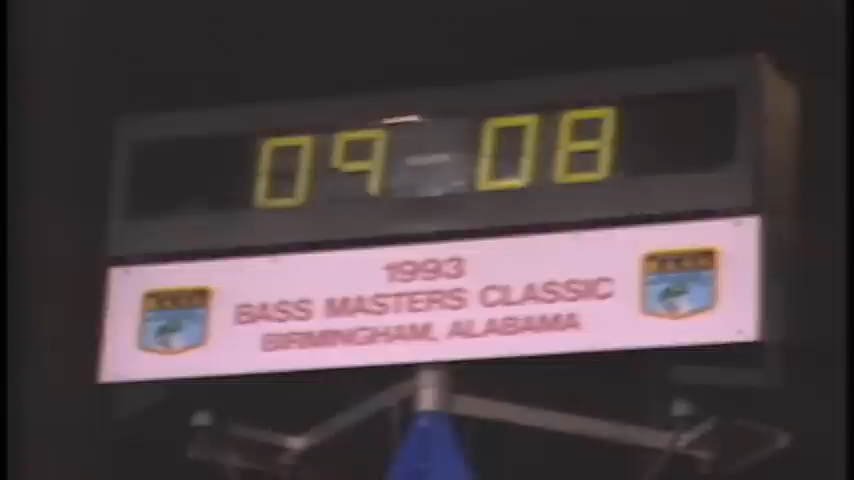 09 08
1993
BASS MASTERS CLASSIC
BIRMINGHAM, ALABAMA